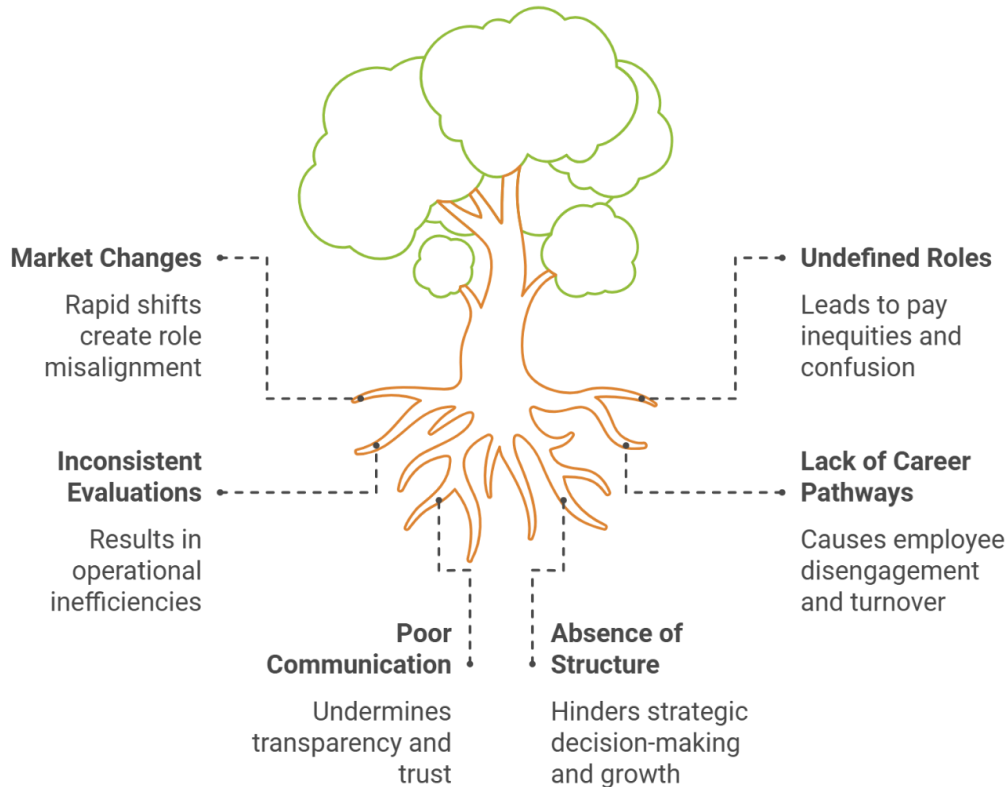 Market Changes
Rapid shifts
create role
misalignment
Undefined Roles
Leads to pay
inequities and
confusion
Inconsistent
Evaluations
Results in
operational
inefficiencies
Lack of Career
Pathways
Causes employee
disengagement
and turnover
Poor
Communication
Undermines
transparency and
trust
Absence of
Structure
Hinders strategic
decision-making
and growth